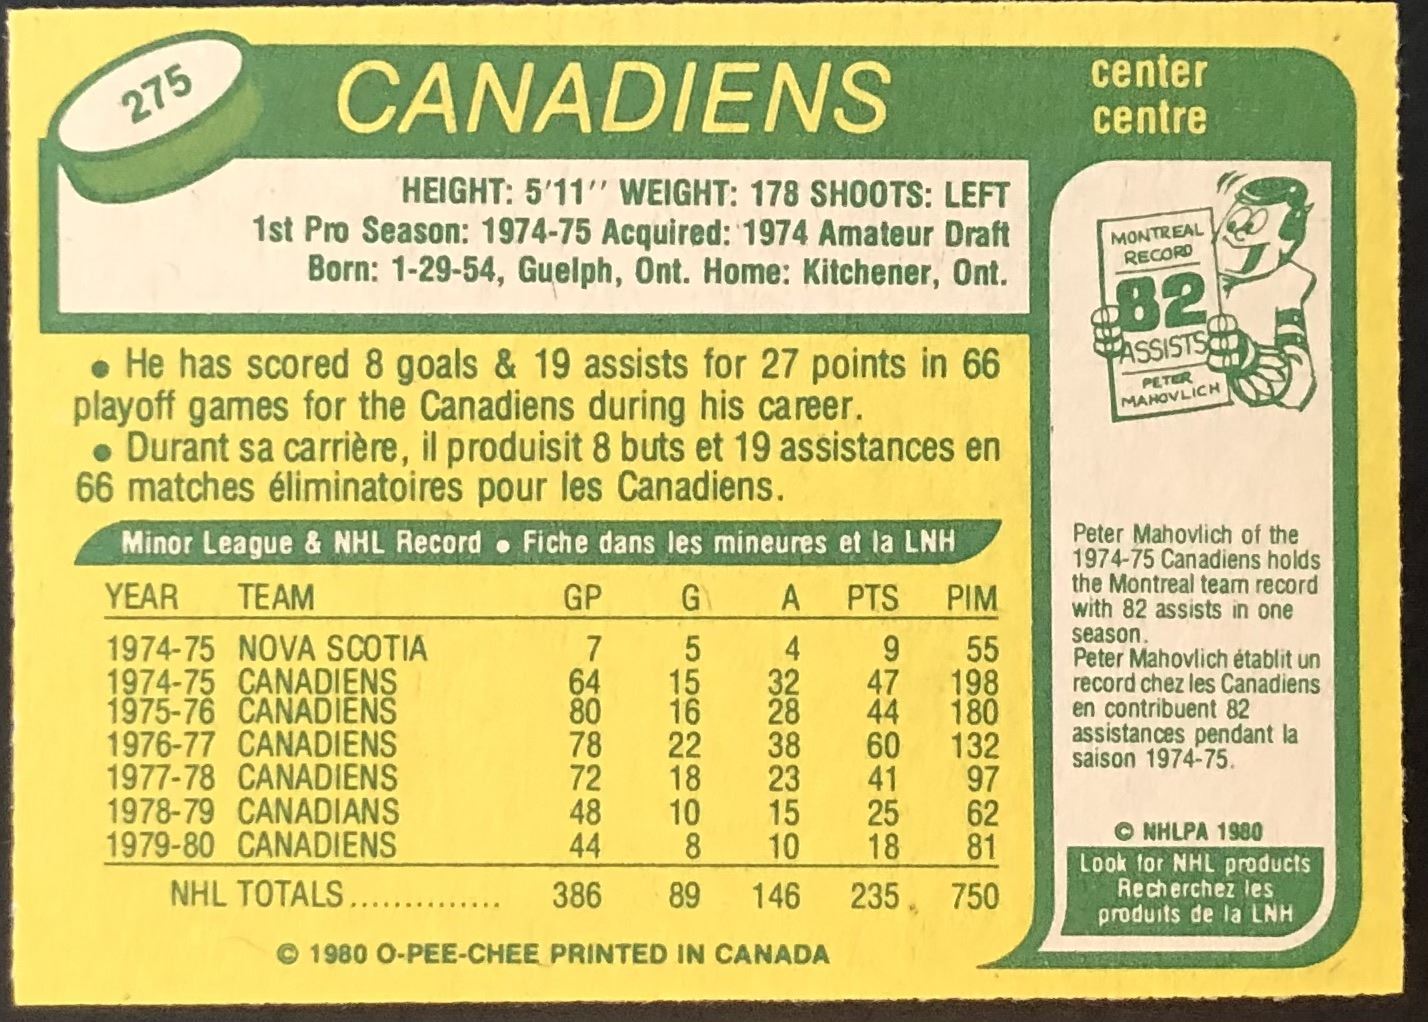 275
CANADIENS
center
centre
HEIGHT: 5'11'' WEIGHT: 178 SHOOTS: LEFT
1st Pro Season: 1974-75 Acquired: 1974 Amateur Draft
Born: 1-29-54, Guelph, Ont. Home: Kitchener, Ont.
• He has scored 8 goals & 19 assists for 27 points in 66
playoff games for the Canadiens during his career.
• Durant sa carrière, il produisit 8 buts et 19 assistances en
66 matches éliminatoires pour les Canadiens.
Minor League & NHL Record • Fiche dans les mineures et la LNH
YEAR TEAM GP G A PTS PIM
1974-75 NOVA SCOTIA 7 5 4 9 55
1974-75 CANADIENS 64 15 32 47 198
1975-76 CANADIENS 80 16 28 44 180
1976-77 CANADIENS 78 22 38 60 132
1977-78 CANADIENS 72 18 23 41 97
1978-79 CANADIANS 48 10 15 25 62
1979-80 CANADIENS 44 8 10 18 81
NHL TOTALS.............. 386 89 146 235 750
© 1980 O-PEE-CHEE PRINTED IN CANADA
MONTREAL
RECORD
82
ASSISTS
PETER
MAHOVLICH
Peter Mahovlich of the
1974-75 Canadiens holds
the Montreal team record
with 82 assists in one
season.
Peter Mahovlich établit un
record chez les Canadiens
en contribuent 82
assistances pendant la
saison 1974-75.
© NHLPA 1980
Look for NHL products
Recherchez les
produits de la LNH